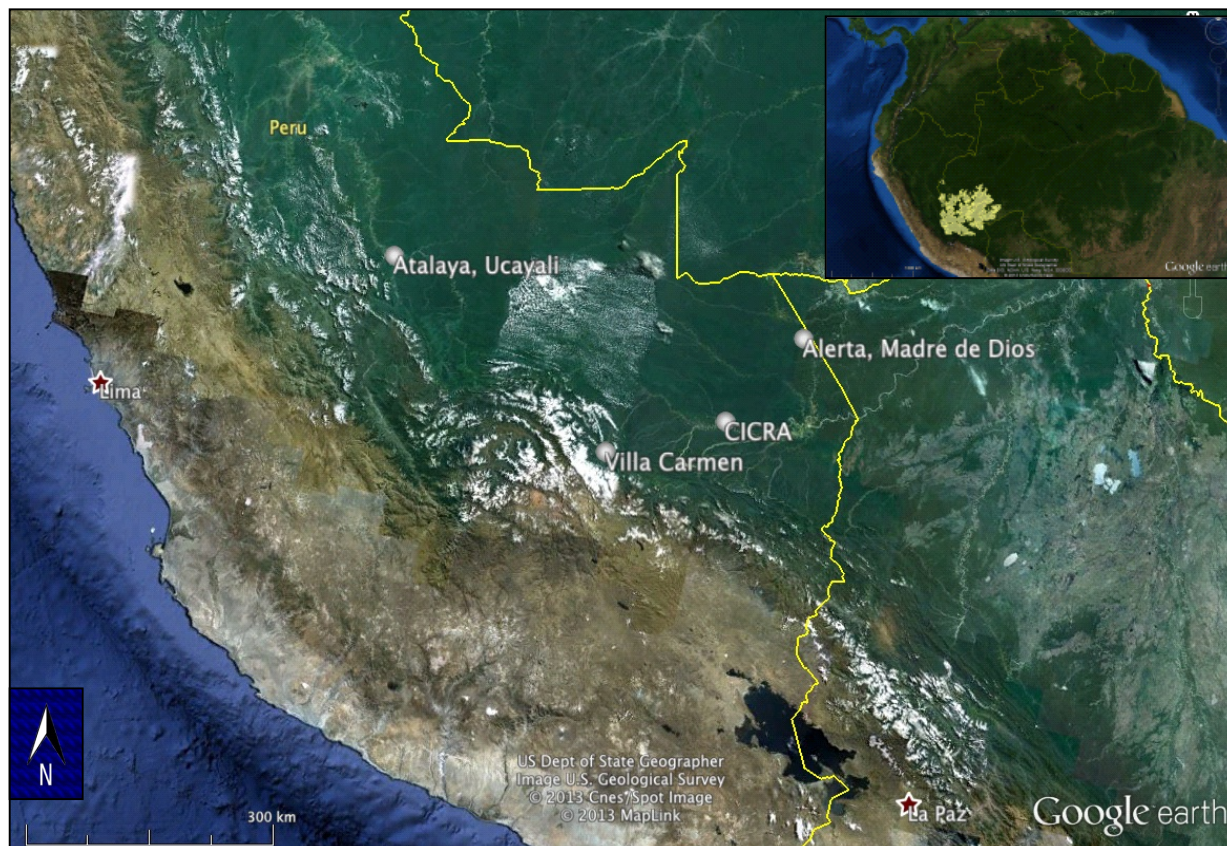 Peru
Atalaya, Ucayali
Alerta, Madre de Dios
Lima
CICRA
Villa Carmen
N
300 km
US Dept of State Geographer
Image U.S. Geological Survey
© 2013 Cnes/Spot Image
© 2013 MapLink
La Paz
Google earth
Google earth